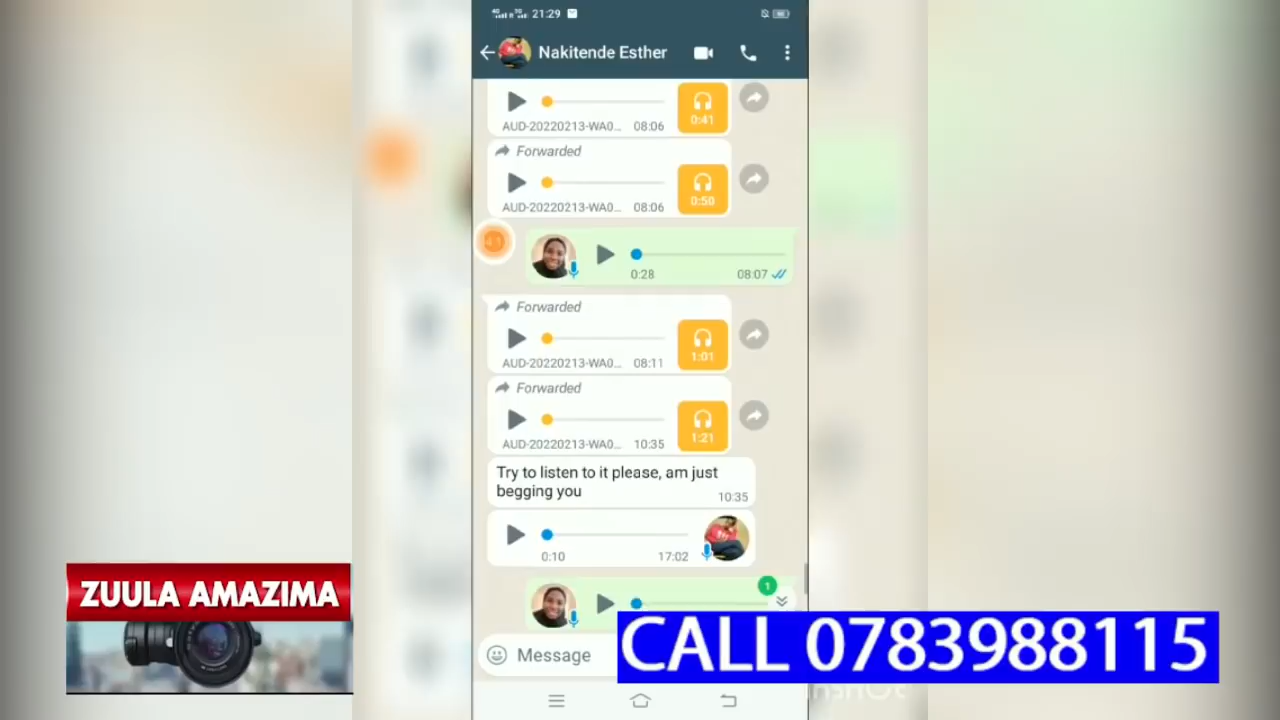 21:29
Nakitende Esther
0:41
AUD-20220213-WA0... 08:06
Forwarded
0:50
AUD-20220213-WA0... 08:06
0:28 08:07
Forwarded
1:01
AUD-20220213-WA0... 08:11
Forwarded
1:21
AUD-20220213-WA0... 10:35
Try to listen to it please, am just
begging you
10:35
0:10 17:02
1
Message
ZUULA AMAZIMA
CALL 0783988115